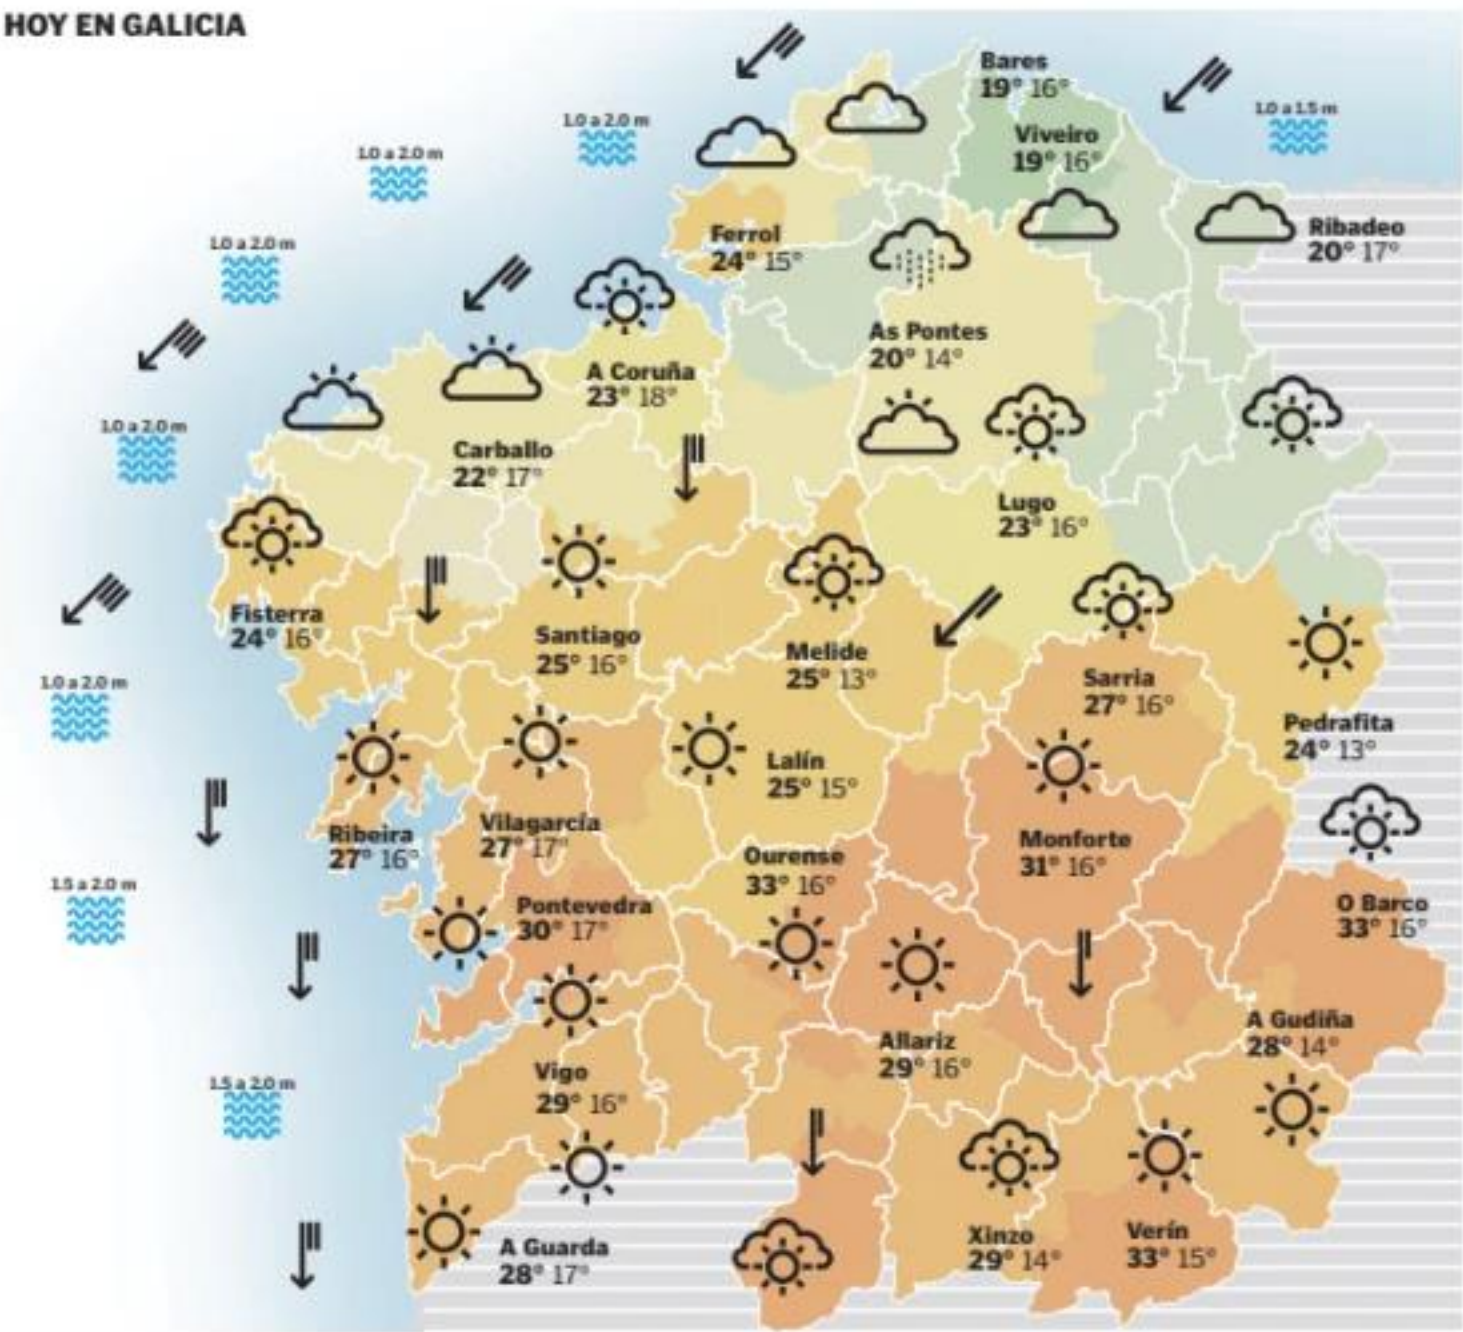 HOY EN GALICIA
Bares
19° 16°
1.0 a 1.5 m
1.0 a 2.0 m
Viveiro
19° 16°
1.0 a 2.0 m
Ribadeo
20° 17°
Ferrol
24° 15°
1.0 a 2.0 m
As Pontes
20° 14°
A Coruña
23° 18°
1.0 a 2.0 m
Carballo
22° 17°
Lugo
23° 16°
Fisterra
24° 16°
Santiago
25° 16°
Melide
25° 13°
Sarria
27° 16°
1.0 a 2.0 m
Pedrafita
24° 13°
Lalín
25° 15°
Ribeira
27° 16°
Vilagarcía
27° 17°
Monforte
31° 16°
Ourense
33° 16°
1.5 a 2.0 m
Pontevedra
30° 17°
O Barco
33° 16°
A Gudiña
28° 14°
Allariz
29° 16°
Vigo
29° 16°
1.5 a 2.0 m
Xinzo
29° 14°
Verín
33° 15°
A Guarda
28° 17°